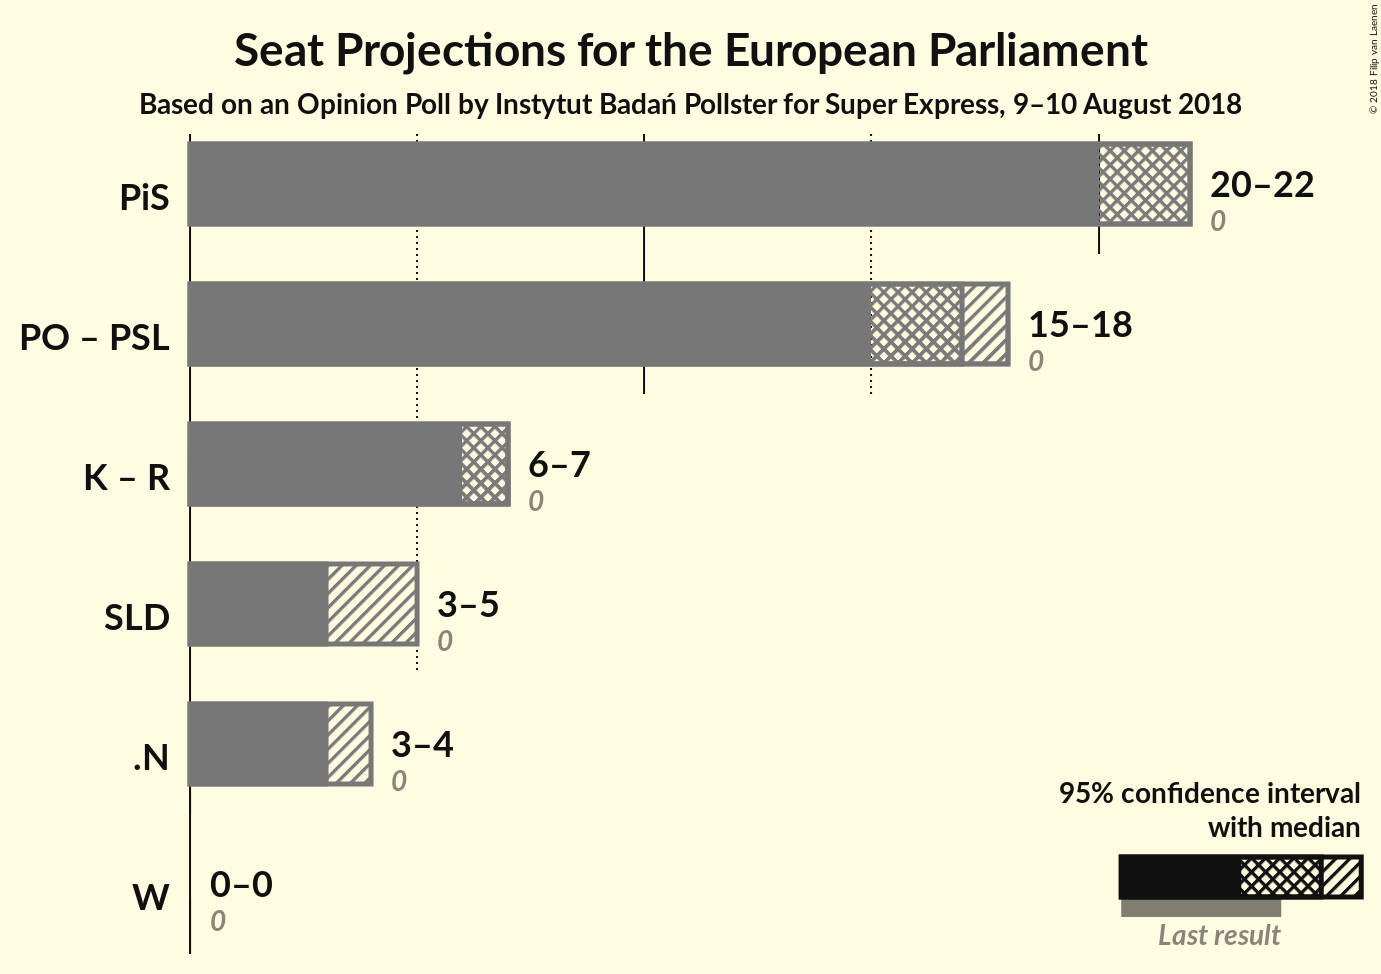 Seat Projections for the European Parliament
Based on an Opinion Poll by Instytut Badań Pollster for Super Express, 9–10 August 2018
© 2018 Filip van Laenen
PiS
20–22
0
PO – PSL
15–18
0
K – R
6–7
0
SLD
3–5
0
.N
3–4
0
W
0–0
0
95% confidence interval
with median
Last result